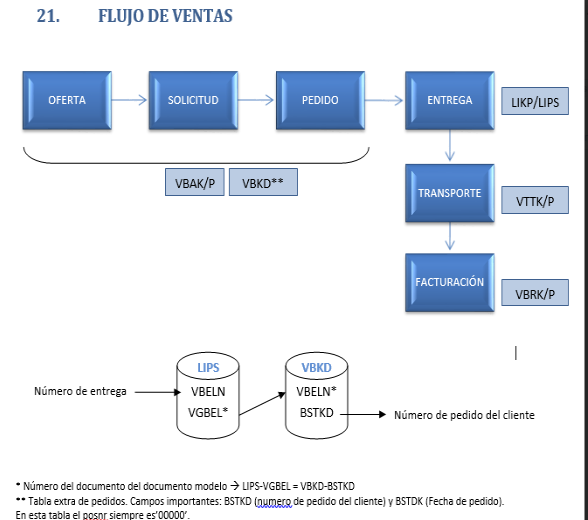 21. FLUJO DE VENTAS
OFERTA
SOLICITUD
PEDIDO
ENTREGA
LIKP/LIPS
VBAK/P
VBKD**
TRANSPORTE
VTTK/P
FACTURACIÓN
VBRK/P
LIPS
VBKD
Número de entrega
VBELN
VBELN*
VGBEL*
BSTKD
Número de pedido del cliente
* Número del documento del documento modelo → LIPS-VGBEL = VBKD-BSTKD
** Tabla extra de pedidos. Campos importantes: BSTKD (numero de pedido del cliente) y BSTDK (Fecha de pedido).
En esta tabla el posnr siempre es'00000'.